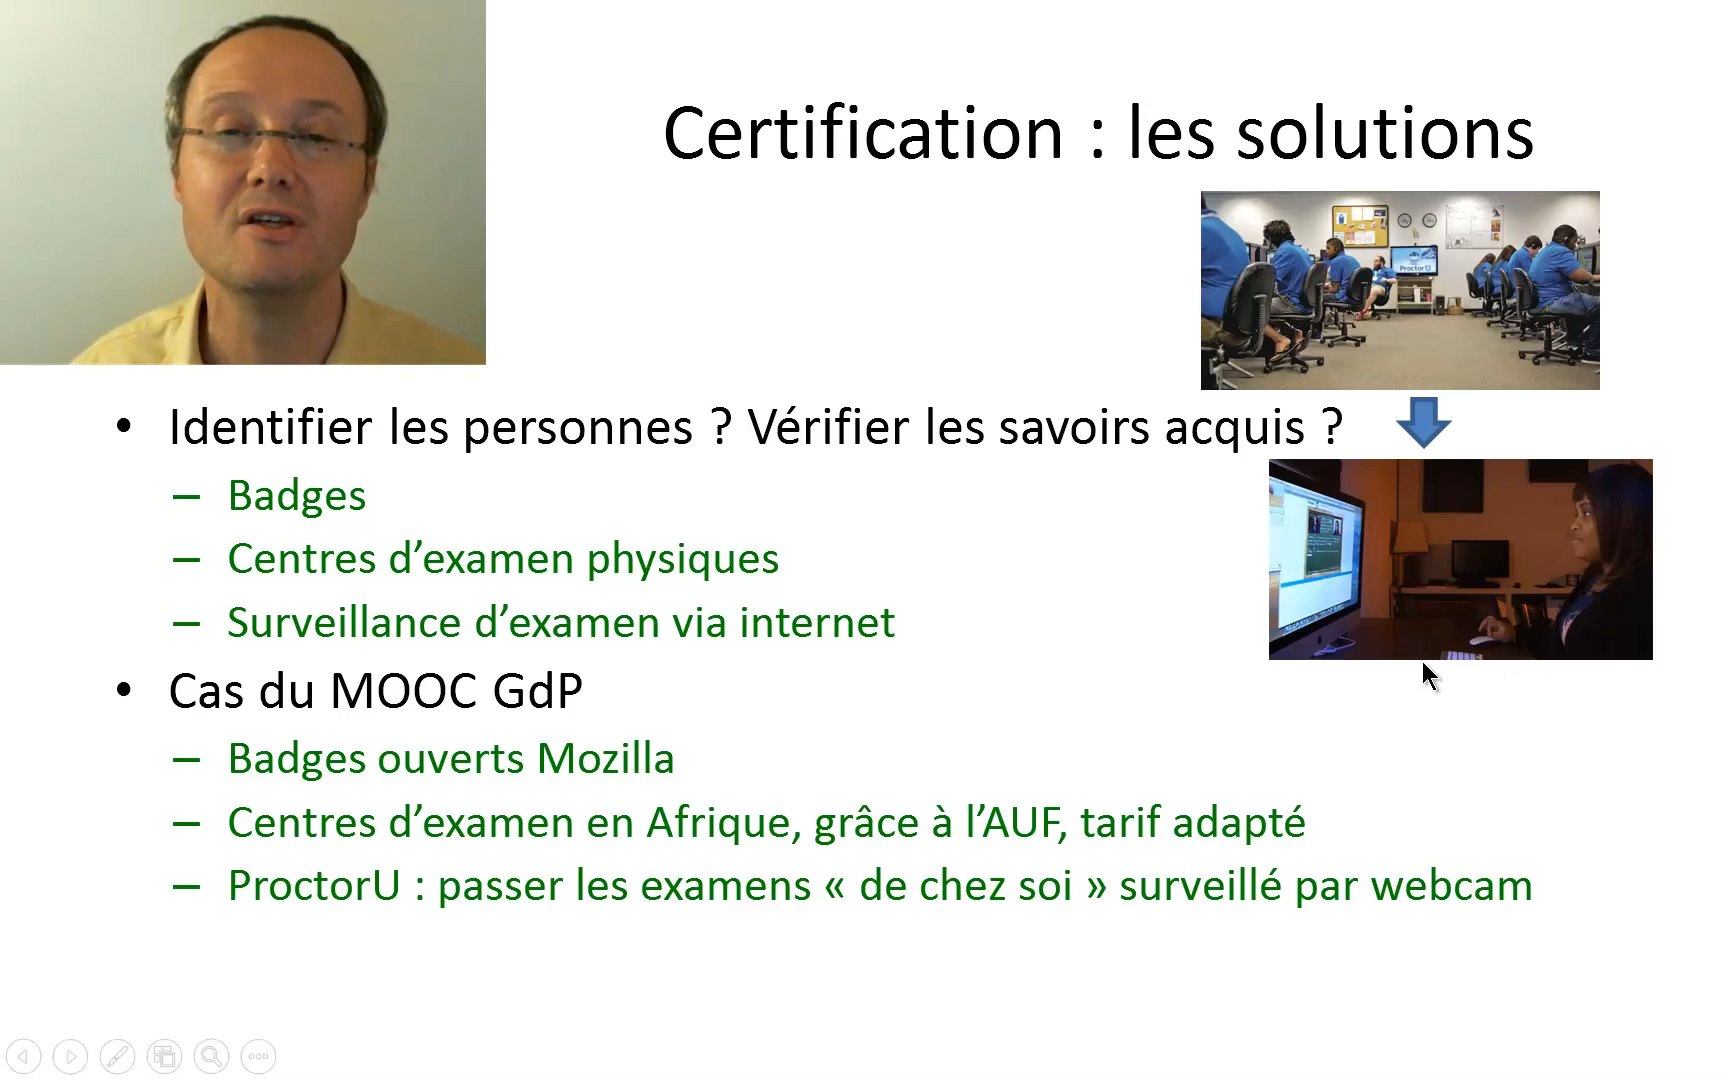 Certification : les solutions
Proctor
• Identifier les personnes ? Vérifier les savoirs acquis ?
– Badges
– Centres d’examen physiques
– Surveillance d’examen via internet
• Cas du MOOC GdP
– Badges ouverts Mozilla
– Centres d’examen en Afrique, grâce à l’AUF, tarif adapté
– ProctorU : passer les examens « de chez soi » surveillé par webcam